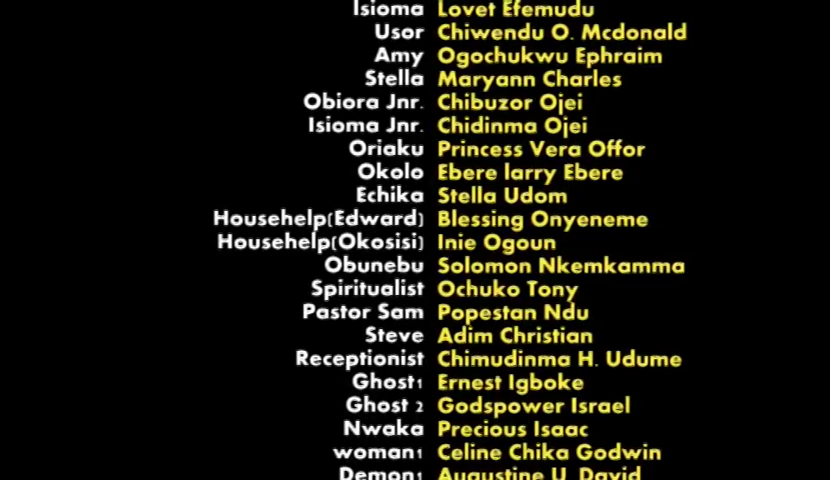 Isioma Lovet Efemudu
Usor Chiwendu O. Mcdonald
Amy Ogochukwu Ephraim
Stella Maryann Charles
Obiora Jnr. Chibuzor Ojei
Isioma Jnr. Chidinma Ojei
Oriaku Princess Vera Offor
Okolo Ebere larry Ebere
Echika Stella Udom
Househelp(Edward) Blessing Onyeneme
Househelp(Okosisi) Inie Ogoun
Obunebu Solomon Nkemkamma
Spiritualist Ochuko Tony
Pastor Sam Popestan Ndu
Steve Adim Christian
Receptionist Chimudinma H. Udume
Ghost1 Ernest Igboke
Ghost 2 Godspower Israel
Nwaka Precious Isaac
woman1 Celine Chika Godwin
Demon1 Augustine U. David